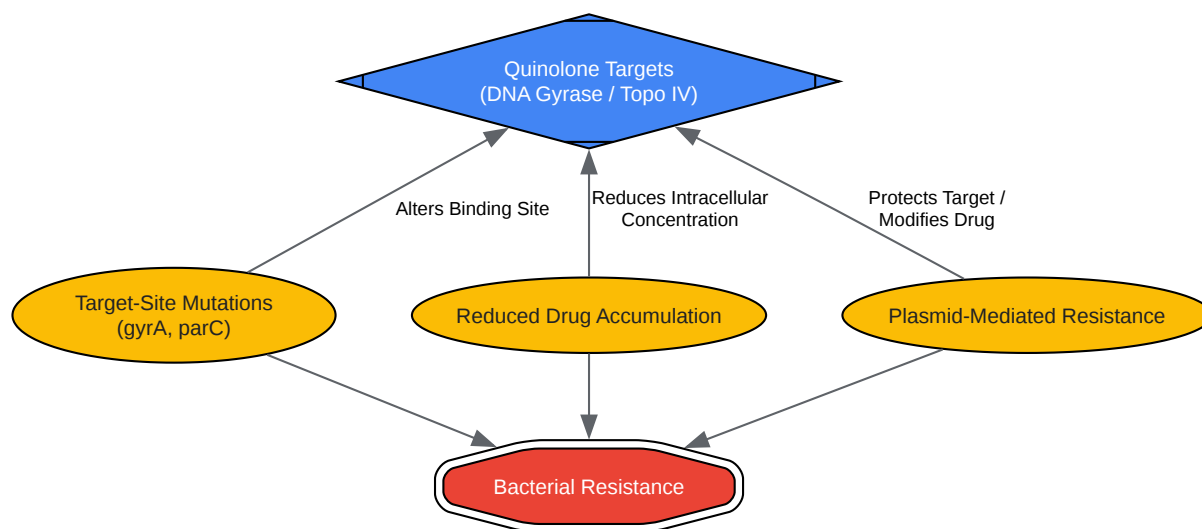 Quinolone Targets
(DNA Gyrase / Topo IV)
Alters Binding Site
Reduces Intracellular
Concentration
Protects Target /
Modifies Drug
Target-Site Mutations
(gyrA, parC)
Reduced Drug Accumulation
Plasmid-Mediated Resistance
Bacterial Resistance